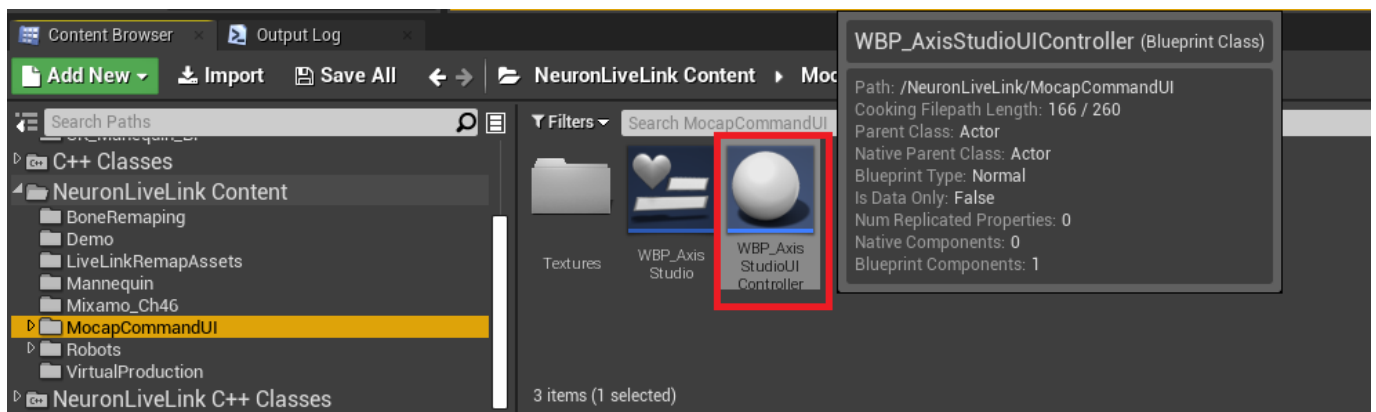 Content Browser
Output Log
Add New
Import
Save All
NeuronLiveLink Content
Search Paths
C++ Classes
NeuronLiveLink Content
BoneRemaping
Demo
LiveLinkRemapAssets
Mannequin
Mixamo_Ch46
MocapCommandUI
Robots
VirtualProduction
NeuronLiveLink C++ Classes
Filters
Search MocapCommandUI
Textures
WBP_Axis
Studio
WBP_Axis
StudioUI
Controller
3 items (1 selected)
WBP_AxisStudioUIController (Blueprint Class)
Path: /NeuronLiveLink/MocapCommandUI
Cooking Filepath Length: 166 / 260
Parent Class: Actor
Native Parent Class: Actor
Blueprint Type: Normal
Is Data Only: False
Num Replicated Properties: 0
Native Components: 0
Blueprint Components: 1